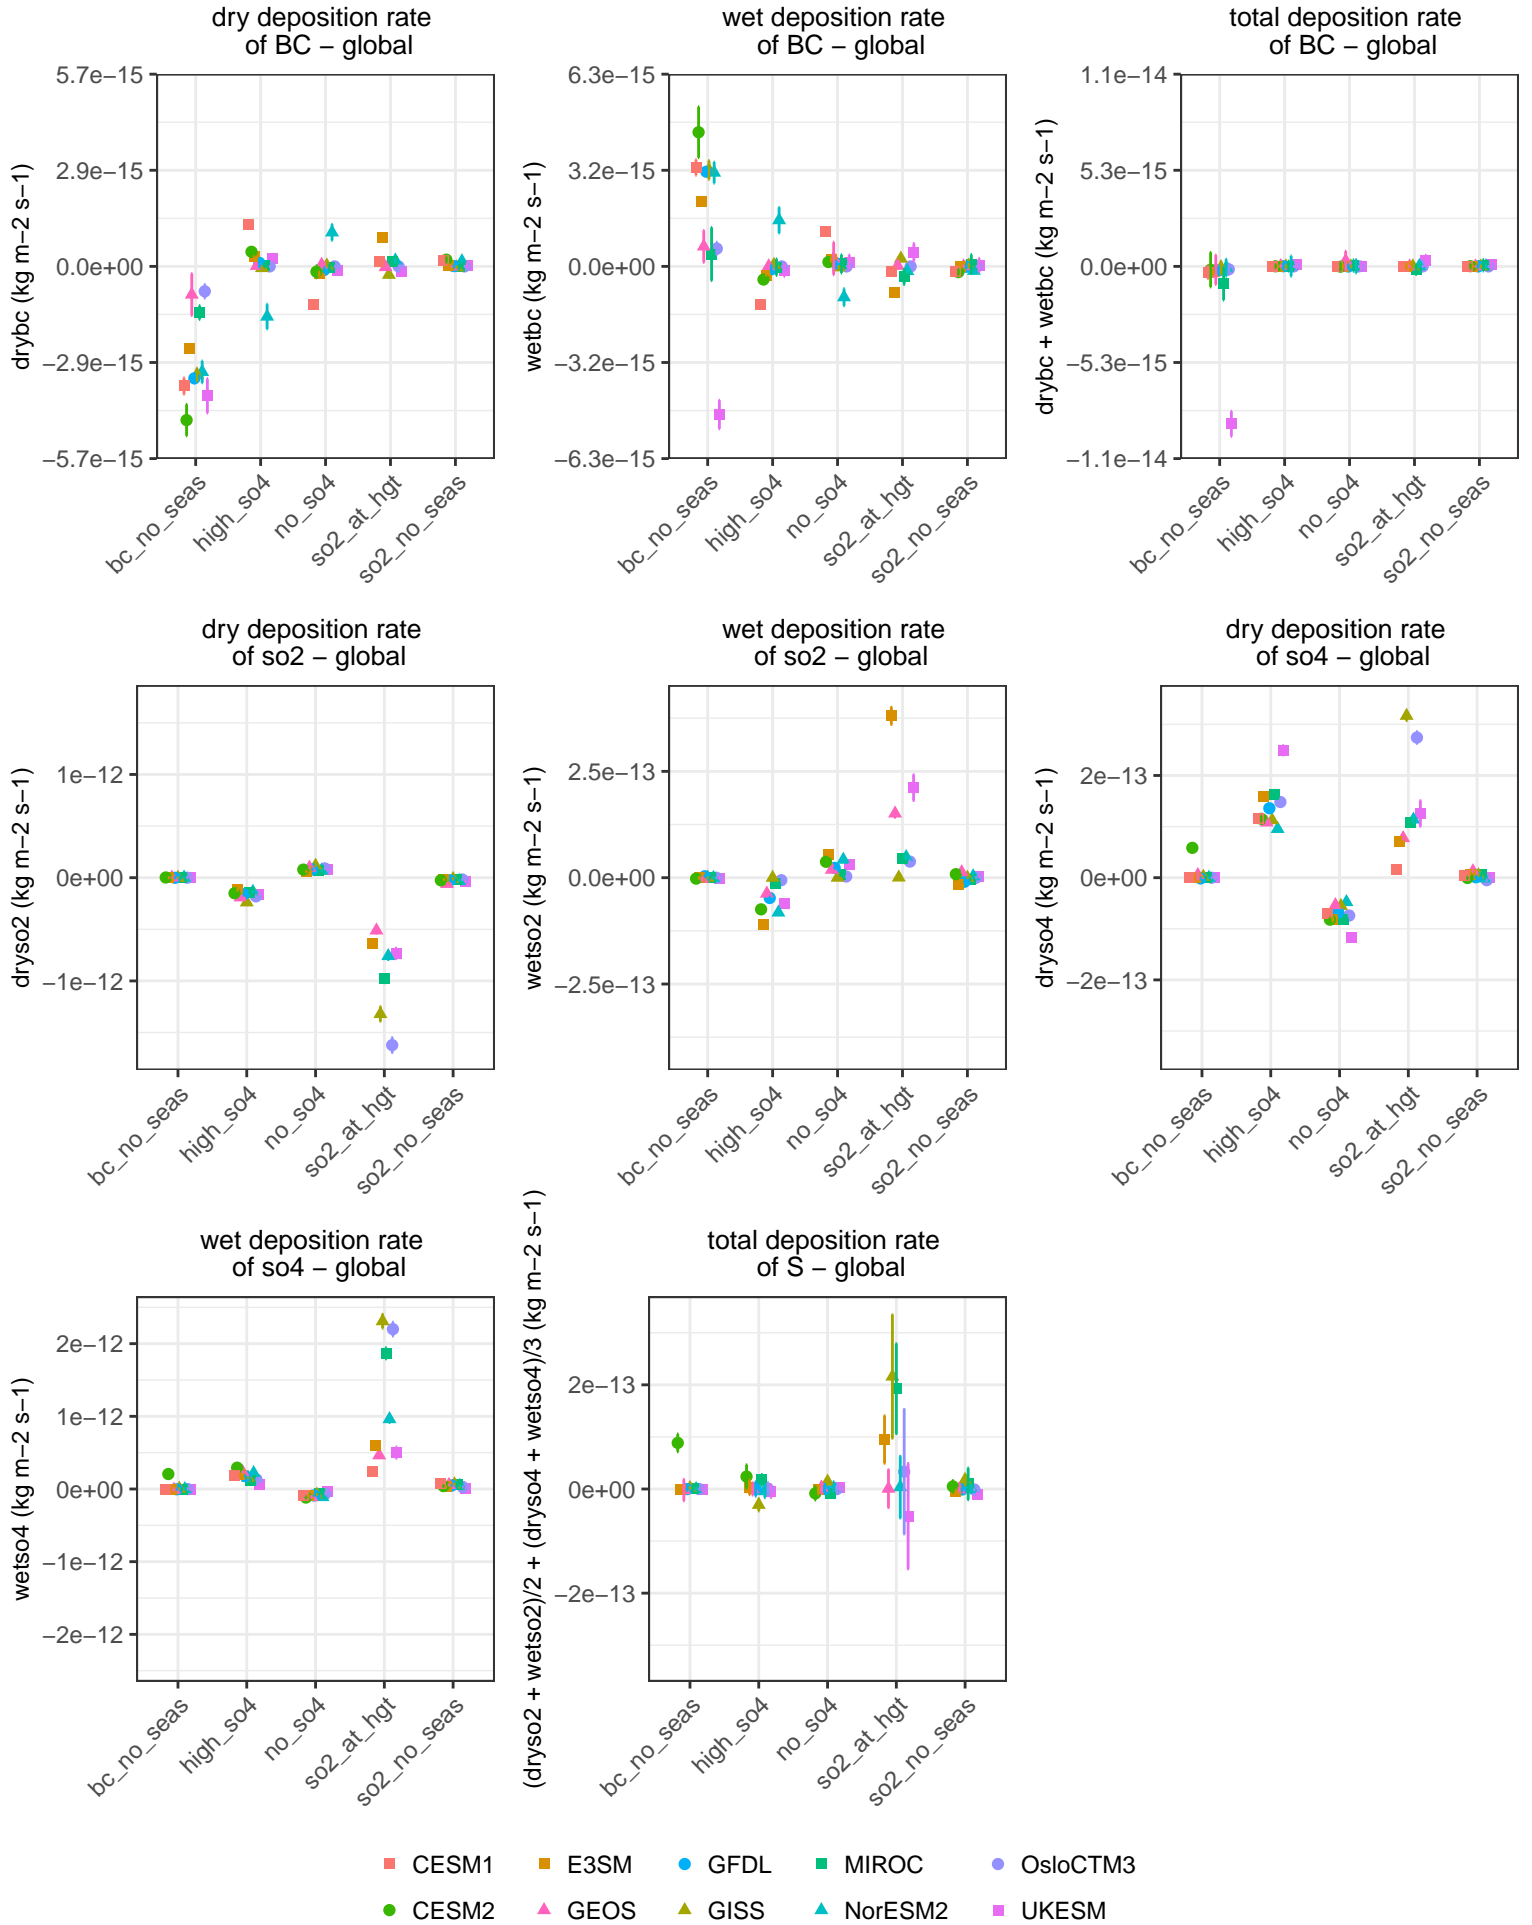 dry deposition rate
of BC − global
drybc (kg m−2 s−1)
5.7e−15
2.9e−15
0.0e+00
−2.9e−15
−5.7e−15
bc_no_seas
high_so4
no_so4
so2_at_hgt
so2_no_seas
wet deposition rate
of BC − global
wetbc (kg m−2 s−1)
6.3e−15
3.2e−15
0.0e+00
−3.2e−15
−6.3e−15
bc_no_seas
high_so4
no_so4
so2_at_hgt
so2_no_seas
total deposition rate
of BC − global
drybc + wetbc (kg m−2 s−1)
1.1e−14
5.3e−15
0.0e+00
−5.3e−15
−1.1e−14
bc_no_seas
high_so4
no_so4
so2_at_hgt
so2_no_seas
dry deposition rate
of so2 − global
dryso2 (kg m−2 s−1)
1e−12
0e+00
−1e−12
bc_no_seas
high_so4
no_so4
so2_at_hgt
so2_no_seas
wet deposition rate
of so2 − global
wetso2 (kg m−2 s−1)
2.5e−13
0.0e+00
−2.5e−13
bc_no_seas
high_so4
no_so4
so2_at_hgt
so2_no_seas
dry deposition rate
of so4 − global
dryso4 (kg m−2 s−1)
2e−13
0e+00
−2e−13
bc_no_seas
high_so4
no_so4
so2_at_hgt
so2_no_seas
wet deposition rate
of so4 − global
wetso4 (kg m−2 s−1)
2e−12
1e−12
0e+00
−1e−12
−2e−12
bc_no_seas
high_so4
no_so4
so2_at_hgt
so2_no_seas
total deposition rate
of S − global
(dryso2 + wetso2)/2 + (dryso4 + wetso4)/3 (kg m−2 s−1)
2e−13
0e+00
−2e−13
bc_no_seas
high_so4
no_so4
so2_at_hgt
so2_no_seas
CESM1 E3SM GFDL MIROC OsloCTM3
CESM2 GEOS GISS NorESM2 UKESM